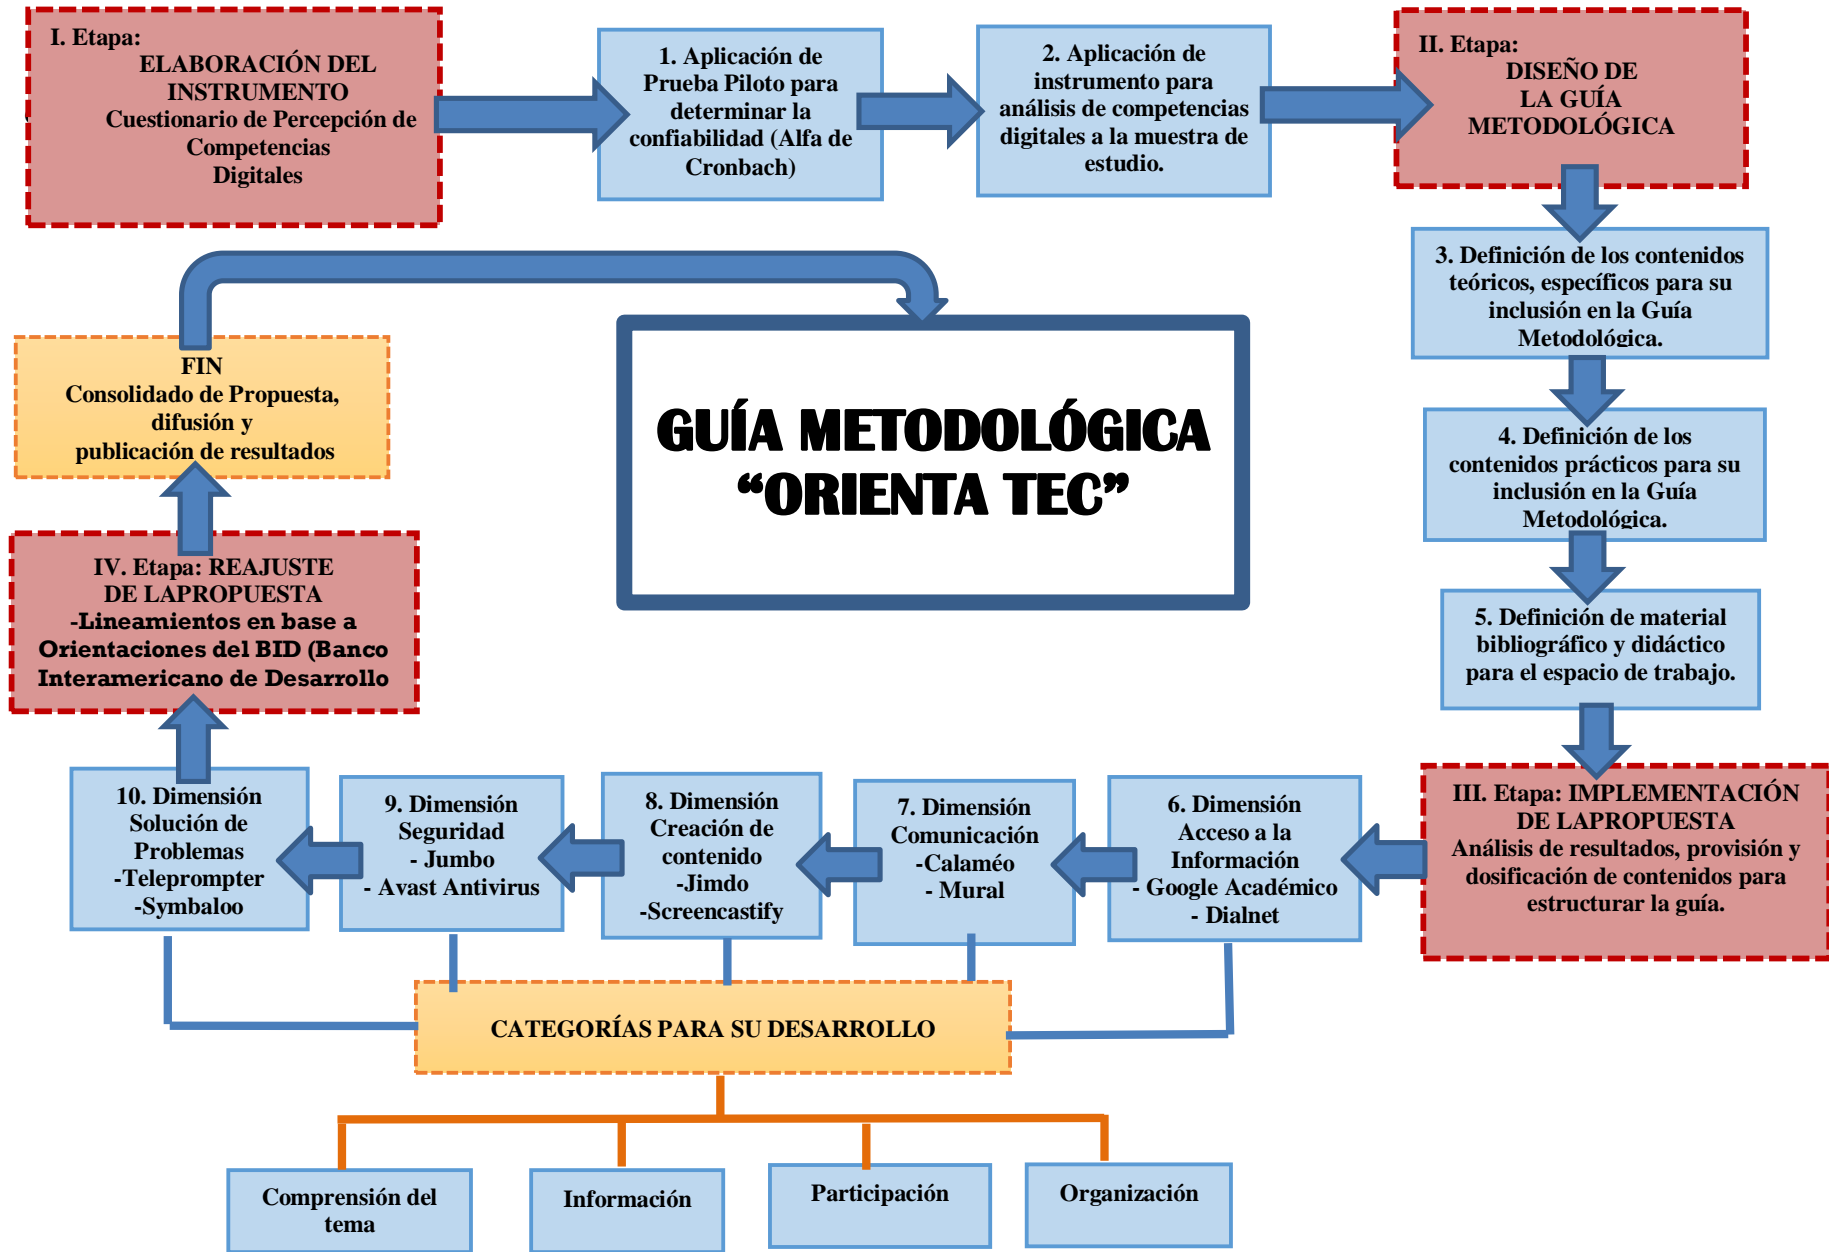 I. Etapa:
ELABORACIÓN DEL
INSTRUMENTO
Cuestionario de Percepción de
Competencias
Digitales
1. Aplicación de
Prueba Piloto para
determinar la
confiabilidad (Alfa de
Cronbach)
2. Aplicación de
instrumento para
análisis de competencias
digitales a la muestra de
estudio.
II. Etapa:
DISEÑO DE
LA GUÍA
METODOLÓGICA
3. Definición de los contenidos
teóricos, específicos para su
inclusión en la Guía
Metodológica.
4. Definición de los
contenidos prácticos para su
inclusión en la Guía
Metodológica.
5. Definición de material
bibliográfico y didáctico
para el espacio de trabajo.
III. Etapa: IMPLEMENTACIÓN
DE LAPROPUESTA
Análisis de resultados, provisión y
dosificación de contenidos para
estructurar la guía.
6. Dimensión
Acceso a la
Información
- Google Académico
- Dialnet
7. Dimensión
Comunicación
-Calaméo
- Mural
8. Dimensión
Creación de
contenido
-Jimdo
-Screencastify
9. Dimensión
Seguridad
- Jumbo
- Avast Antivirus
10. Dimensión
Solución de
Problemas
-Teleprompter
-Symbaloo
IV. Etapa: REAJUSTE
DE LAPROPUESTA
-Lineamientos en base a
Orientaciones del BID (Banco
Interamericano de Desarrollo
FIN
Consolidado de Propuesta,
difusión y
publicación de resultados
GUÍA METODOLÓGICA
“ORIENTA TEC”
CATEGORÍAS PARA SU DESARROLLO
Comprensión del
tema
Información
Participación
Organización